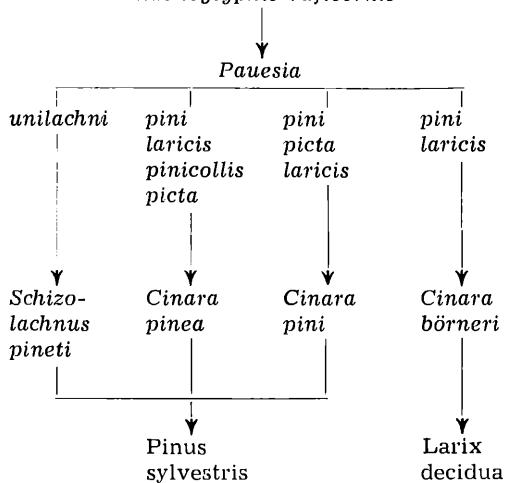 Pauesia
unilachni
pini
laricis
pinicollis
picta
pini
picta
laricis
pini
laricis
Schizo-
lachnus
pineti
Cinara
pinea
Cinara
pini
Cinara
börneri
Pinus
sylvestris
Larix
decidua